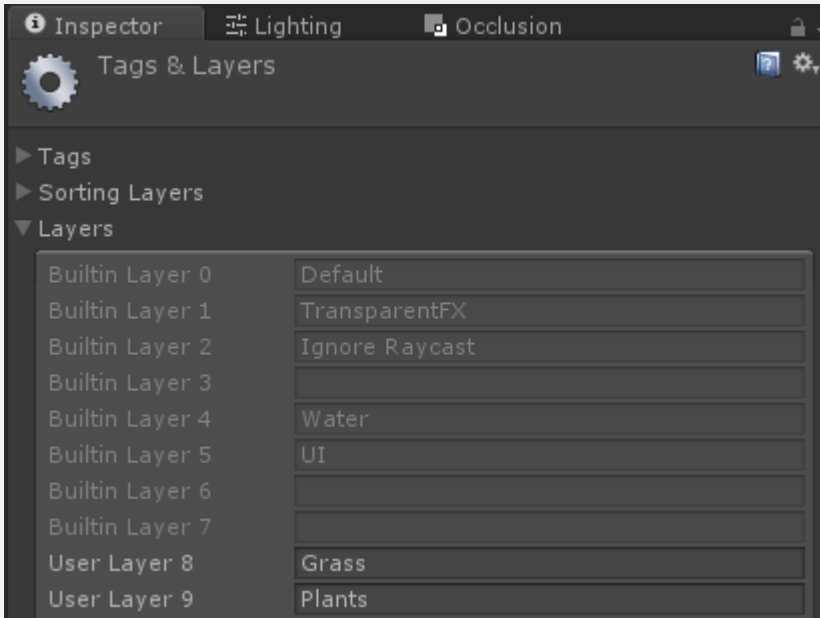 Inspector Lighting Occlusion
Tags & Layers
Tags
Sorting Layers
Layers
Builtin Layer 0 Default
Builtin Layer 1 TransparentFX
Builtin Layer 2 Ignore Raycast
Builtin Layer 3
Builtin Layer 4 Water
Builtin Layer 5 UI
Builtin Layer 6
Builtin Layer 7
User Layer 8 Grass
User Layer 9 Plants